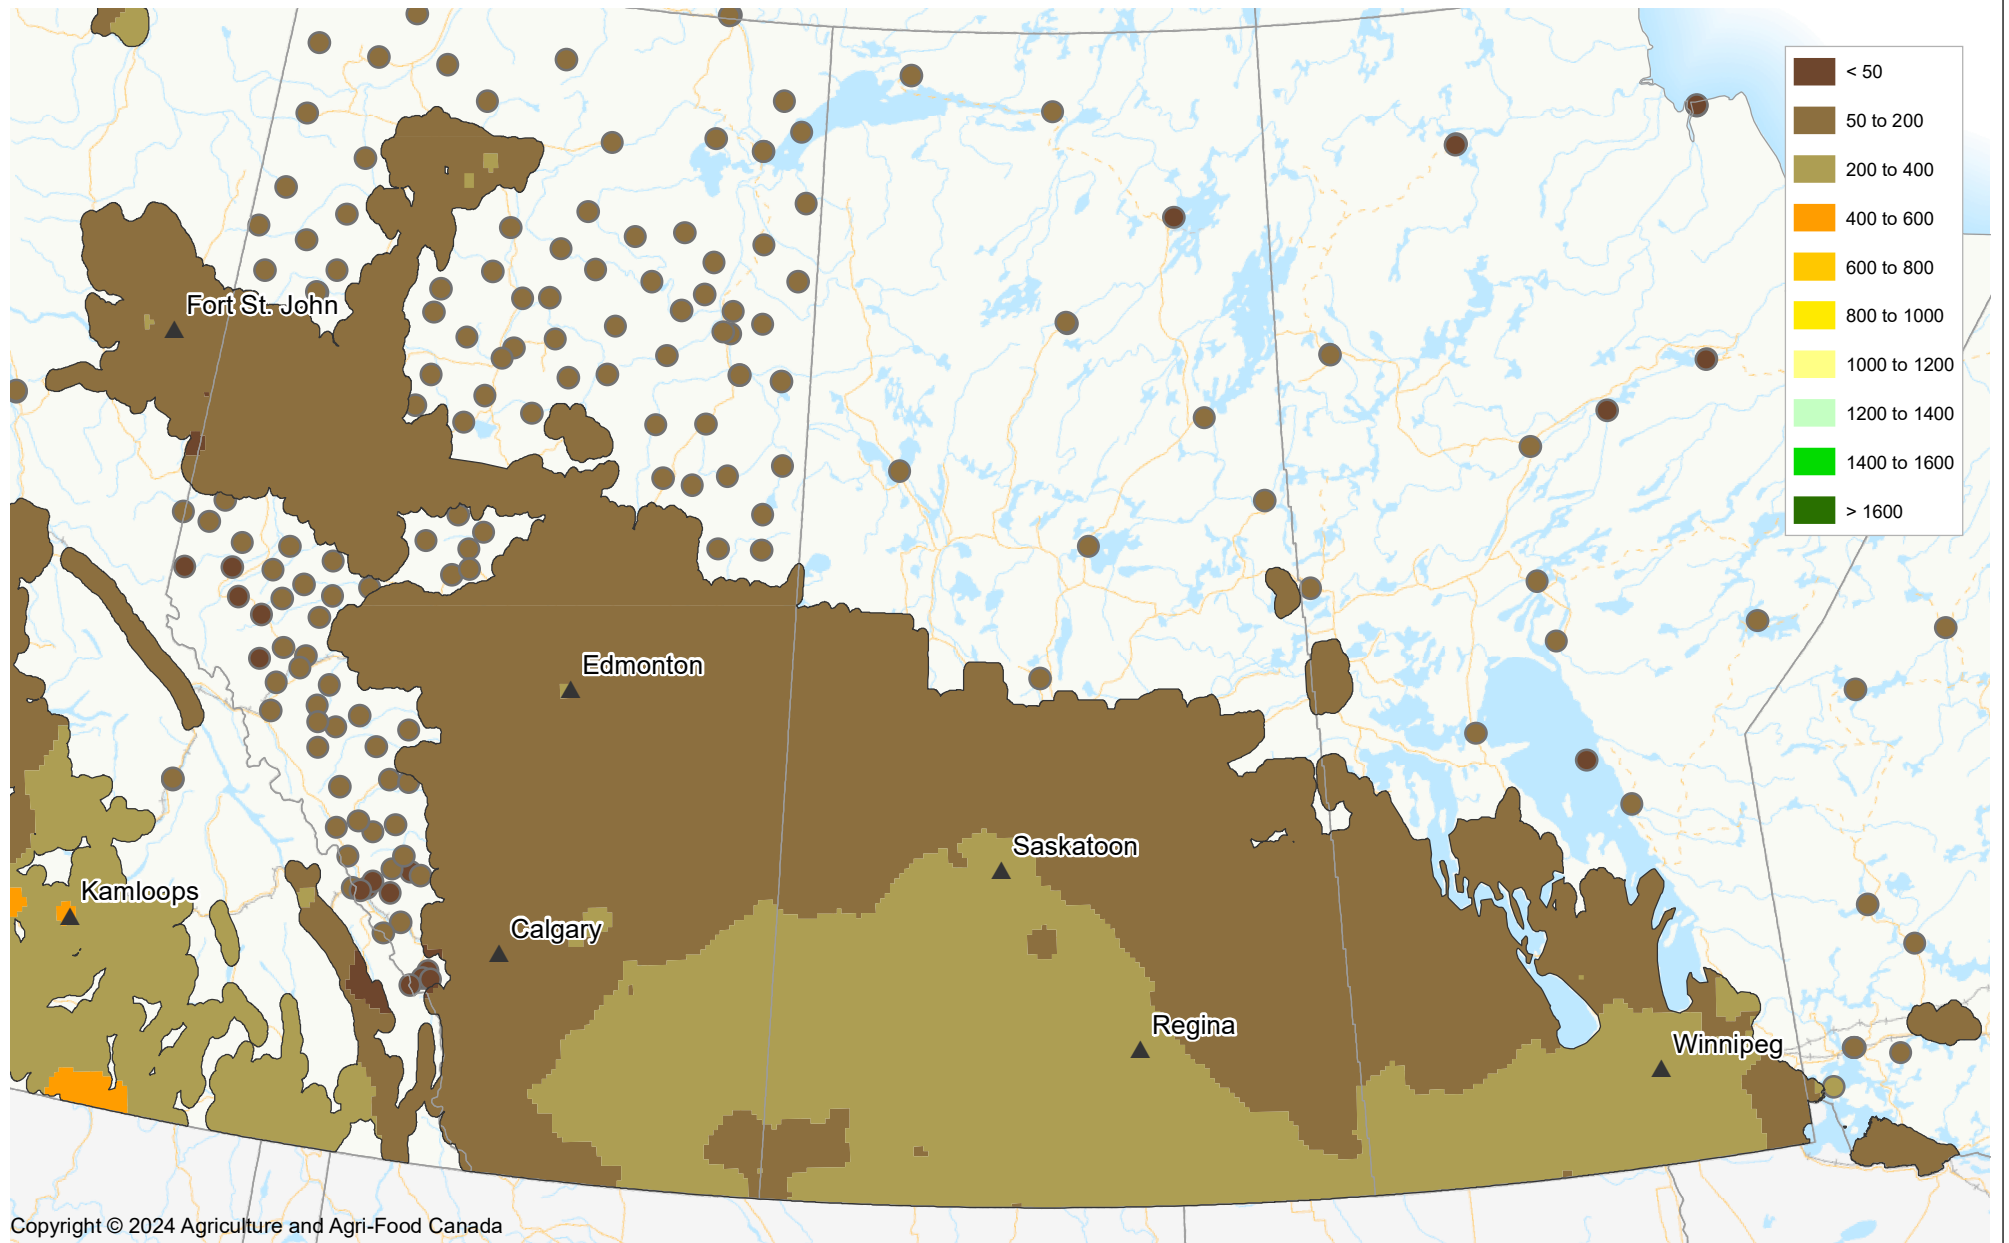 < 50
50 to 200
200 to 400
400 to 600
600 to 800
800 to 1000
1000 to 1200
1200 to 1400
1400 to 1600
> 1600
Fort St. John
Edmonton
Saskatoon
Kamloops
Calgary
Regina
Winnipeg
Copyright © 2024 Agriculture and Agri-Food Canada